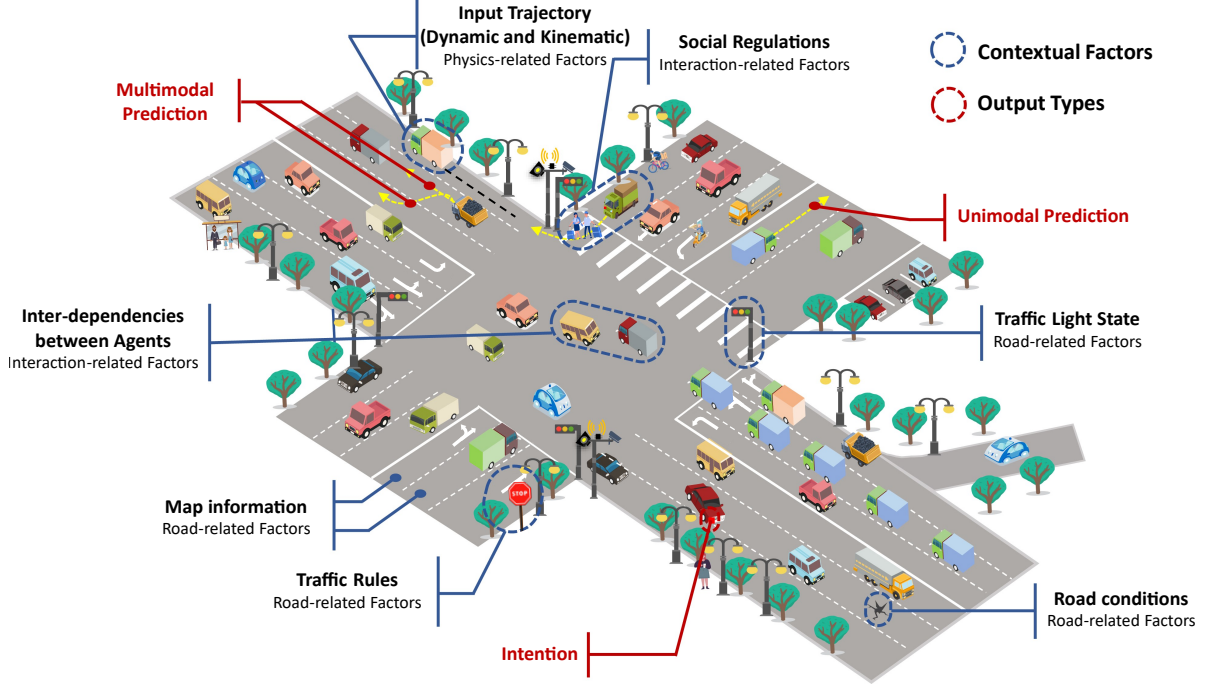 Input Trajectory
(Dynamic and Kinematic)
Physics-related Factors
Social Regulations
Interaction-related Factors
Contextual Factors
Output Types
Multimodal
Prediction
Unimodal Prediction
Inter-dependencies
between Agents
Interaction-related Factors
Traffic Light State
Road-related Factors
Map information
Road-related Factors
STOP
Traffic Rules
Road-related Factors
Road conditions
Road-related Factors
Intention